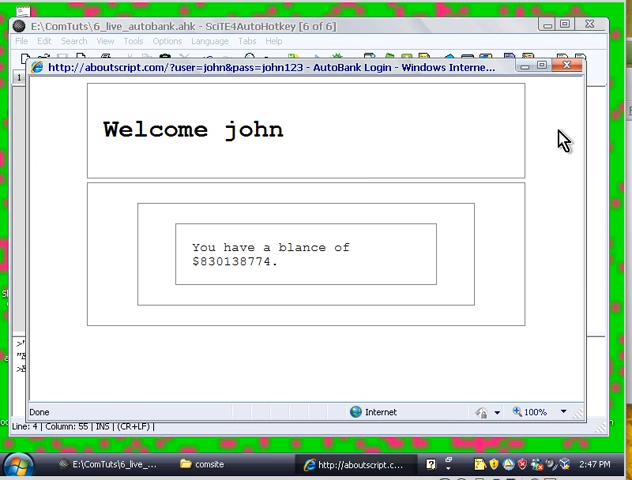 E:\ComTuts\6_live_autobank.ahk - SciTE4AutoHotkey [6 of 6]
File Edit Search View Tools Options Language Tabs Help
1
http://aboutscript.com/?user=john&pass=john123 - AutoBank Login - Windows Interne...
Welcome john
You have a blance of
$830138774.
Done Internet 100%
Line: 4 | Column: 55 | INS | (CR+LF) |
E:\ComTuts\6_live_... comsite http://aboutscript.c... 2:47 PM